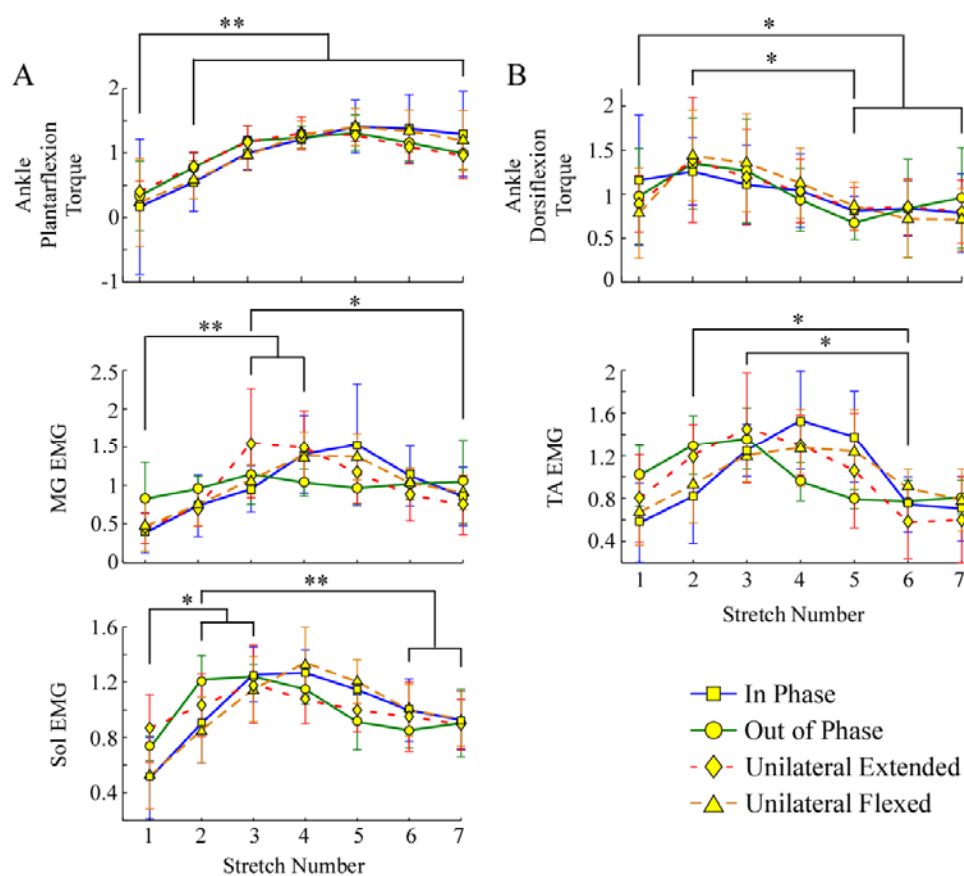 A
**
Ankle
Plantarflexion
Torque
2
1
0
-1
**
*
MG EMG
2.5
2
1.5
1
0.5
0
*
**
Sol EMG
1.6
1.2
0.8
0.4
1 2 3 4 5 6 7
Stretch Number
B
*
*
Ankle
Dorsiflexion
Torque
2
1.5
1
0.5
0
*
*
TA EMG
2
1.6
1.2
0.8
0.4
1 2 3 4 5 6 7
Stretch Number
In Phase
Out of Phase
Unilateral Extended
Unilateral Flexed